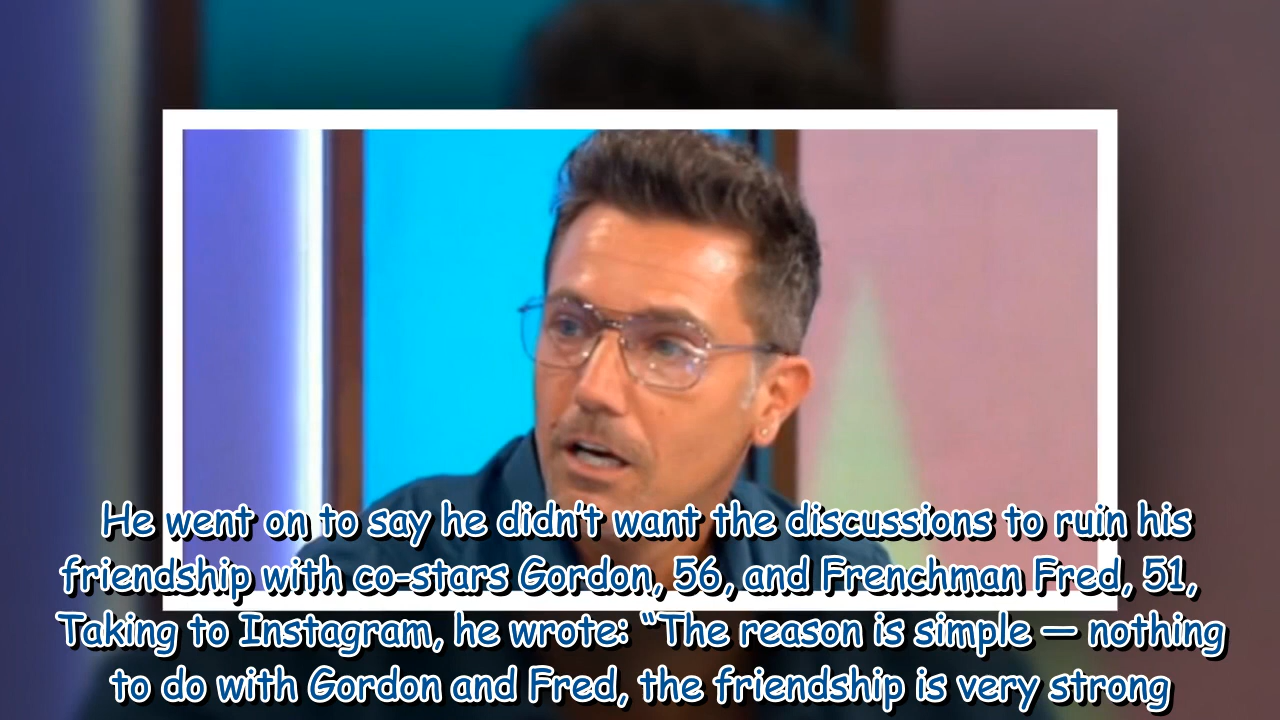 He went on to say he didn't want the discussions to ruin his
friendship with co-stars Gordon, 56, and Frenchman Fred, 51,
Taking to Instagram, he wrote: “The reason is simple — nothing
to do with Gordon and Fred, the friendship is very strong